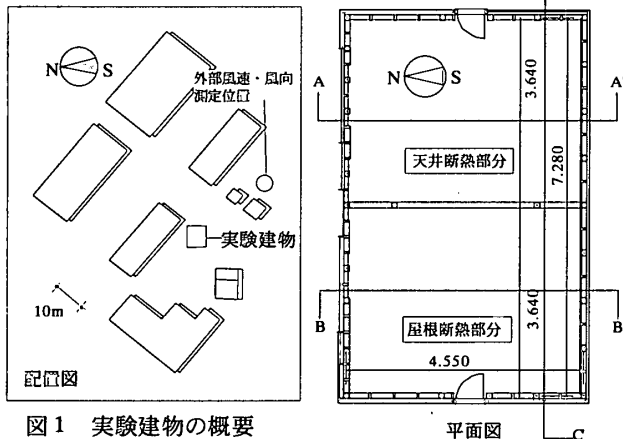 N S
外部風速・風向
測定位置
実験建物
10m
配置図
図1 実験建物の概要
A A'
N S
3.640
7.280
天井断熱部分
B B'
3.640
屋根断熱部分
4.550
平面図
C